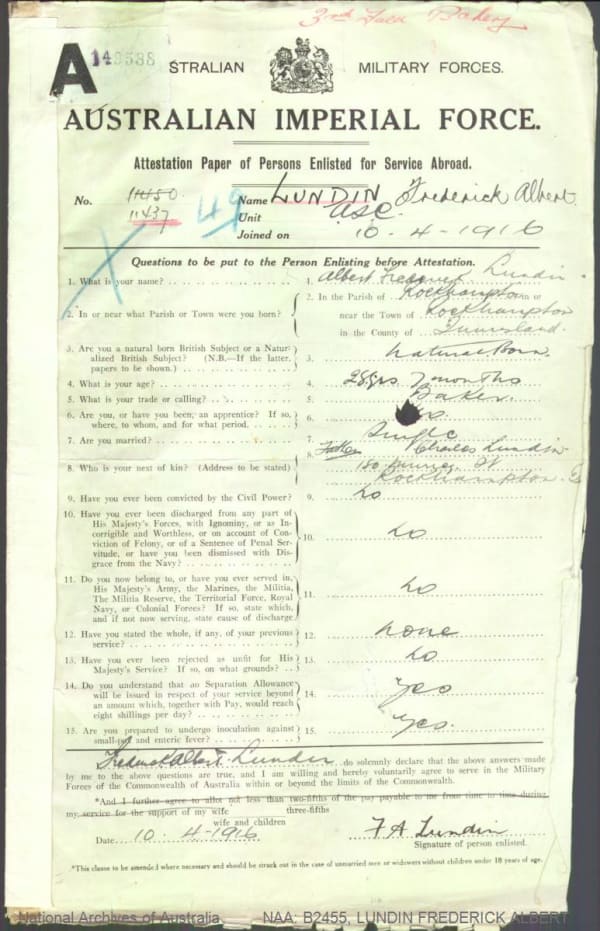 3rd Field Bakery
A 149588
STRALIAN MILITARY FORCES.
AUSTRALIAN IMPERIAL FORCE.
Attestation Paper of Persons Enlisted for Service Abroad.
No. 11450 Name LUNDIN Frederick Albert
11437 49 Unit ASC.
Joined on 10-4-1916
Questions to be put to the Person Enlisting before Attestation.
1. What is your name? 1. Albert Frederick Lundin
2. In or near what Parish or Town were you born? 2. In the Parish of Rockhampton in or
near the Town of Rockhampton
in the County of Queensland.
3. Are you a natural born British Subject or a Natur-
alized British Subject? (N.B.—If the latter,
papers to be shown.) 3. Natural Born.
4. What is your age? 4. 28yrs 7 months
5. What is your trade or calling? 5. Baker.
6. Are you, or have you been, an apprentice? If so,
where, to whom, and for what period. 6.
7. Are you married? 7. Single
8. Who is your next of kin? (Address to be stated) 8. Father Charles Lundin
180 St
Rockhampton
9. Have you ever been convicted by the Civil Power? 9. No
10. Have you ever been discharged from any part of
His Majesty's Forces, with Ignominy, or as In-
corrigible and Worthless, or on account of Con-
viction of Felony, or of a Sentence of Penal Ser-
vitude, or have you been dismissed with Dis-
grace from the Navy? 10. No
11. Do you now belong to, or have you ever served in,
His Majesty's Army, the Marines, the Militia,
The Militia Reserve, the Territorial Force, Royal
Navy, or Colonial Forces? If so, state which,
and if not now serving, state cause of discharge 11. No
12. Have you stated the whole, if any, of your previous
service? 12. None
13. Have you ever been rejected as unfit for His
Majesty's Service? If so, on what grounds? 13. No
14. Do you understand that no Separation Allowance
will be issued in respect of your service beyond
an amount which, together with Pay, would reach
eight shillings per day? 14. Yes
15. Are you prepared to undergo inoculation against
small-pox and enteric fever? 15. Yes.
I, Frederick Albert Lundin do solemnly declare that the above answers made
by me to the above questions are true, and I am willing and hereby voluntarily agree to serve in the Military
Forces of the Commonwealth of Australia within or beyond the limits of the Commonwealth.
*And I further agree to allot not less than two-fifths of the pay payable to me from time to time during
three-fifths
my service for the support of my wife
wife and children
Date 10-4-1916 F A Lundin
Signature of person enlisted.
*This clause to be amended where necessary and should be struck out in the case of unmarried men or widowers without children under 18 years of age.
National Archives of Australia NAA: B2455, LUNDIN FREDERICK ALBERT